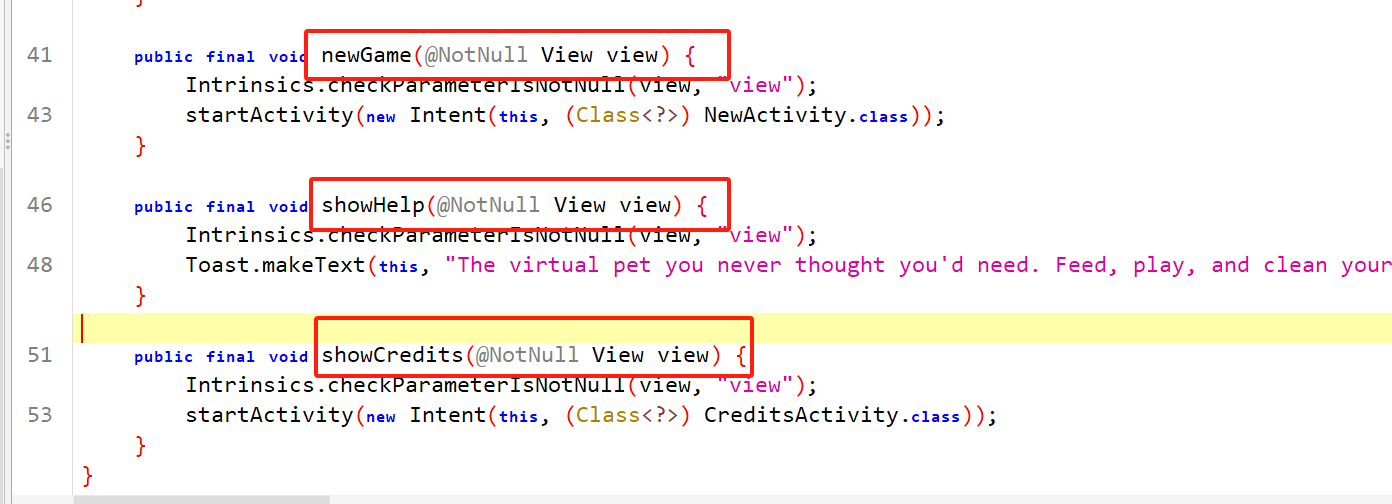 }
41 public final void newGame(@NotNull View view) {
Intrinsics.checkParameterIsNotNull(view, "view");
43 startActivity(new Intent(this, (Class<?>) NewActivity.class));
}
46 public final void showHelp(@NotNull View view) {
Intrinsics.checkParameterIsNotNull(view, "view");
48 Toast.makeText(this, "The virtual pet you never thought you'd need. Feed, play, and clean your
}
51 public final void showCredits(@NotNull View view) {
Intrinsics.checkParameterIsNotNull(view, "view");
53 startActivity(new Intent(this, (Class<?>) CreditsActivity.class));
}
}